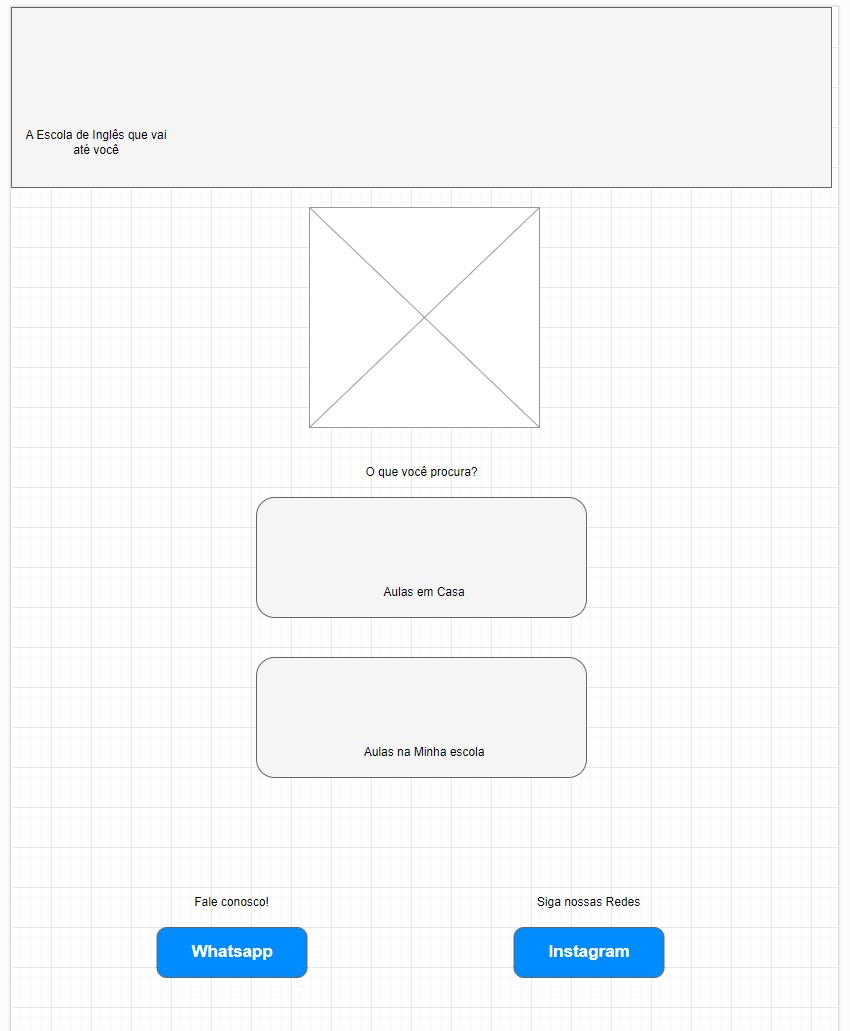 A Escola de Inglês que vai
até você
O que você procura?
Aulas em Casa
Aulas na Minha escola
Fale conosco!
Siga nossas Redes
Whatsapp
Instagram